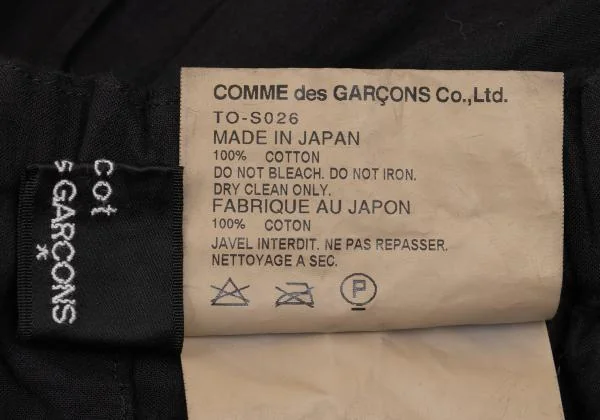 COMME des GARÇONS Co.,Ltd.
TO-S026
MADE IN JAPAN
100% COTTON
DO NOT BLEACH. DO NOT IRON.
DRY CLEAN ONLY.
FABRIQUE AU JAPON
100% COTON
JAVEL INTERDIT. NE PAS REPASSER.
NETTOYAGE A SEC.
P
cot
s GARÇONS
*